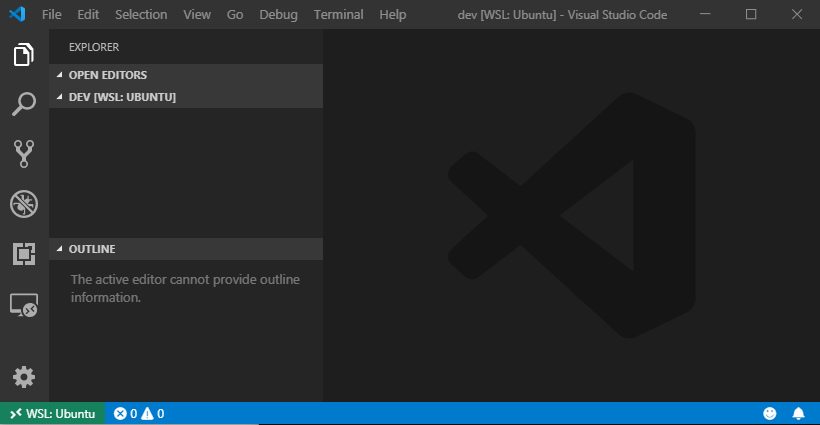 File Edit Selection View Go Debug Terminal Help dev [WSL: Ubuntu] - Visual Studio Code
EXPLORER
OPEN EDITORS
DEV [WSL: UBUNTU]
OUTLINE
The active editor cannot provide outline
information.
WSL: Ubuntu 0 0